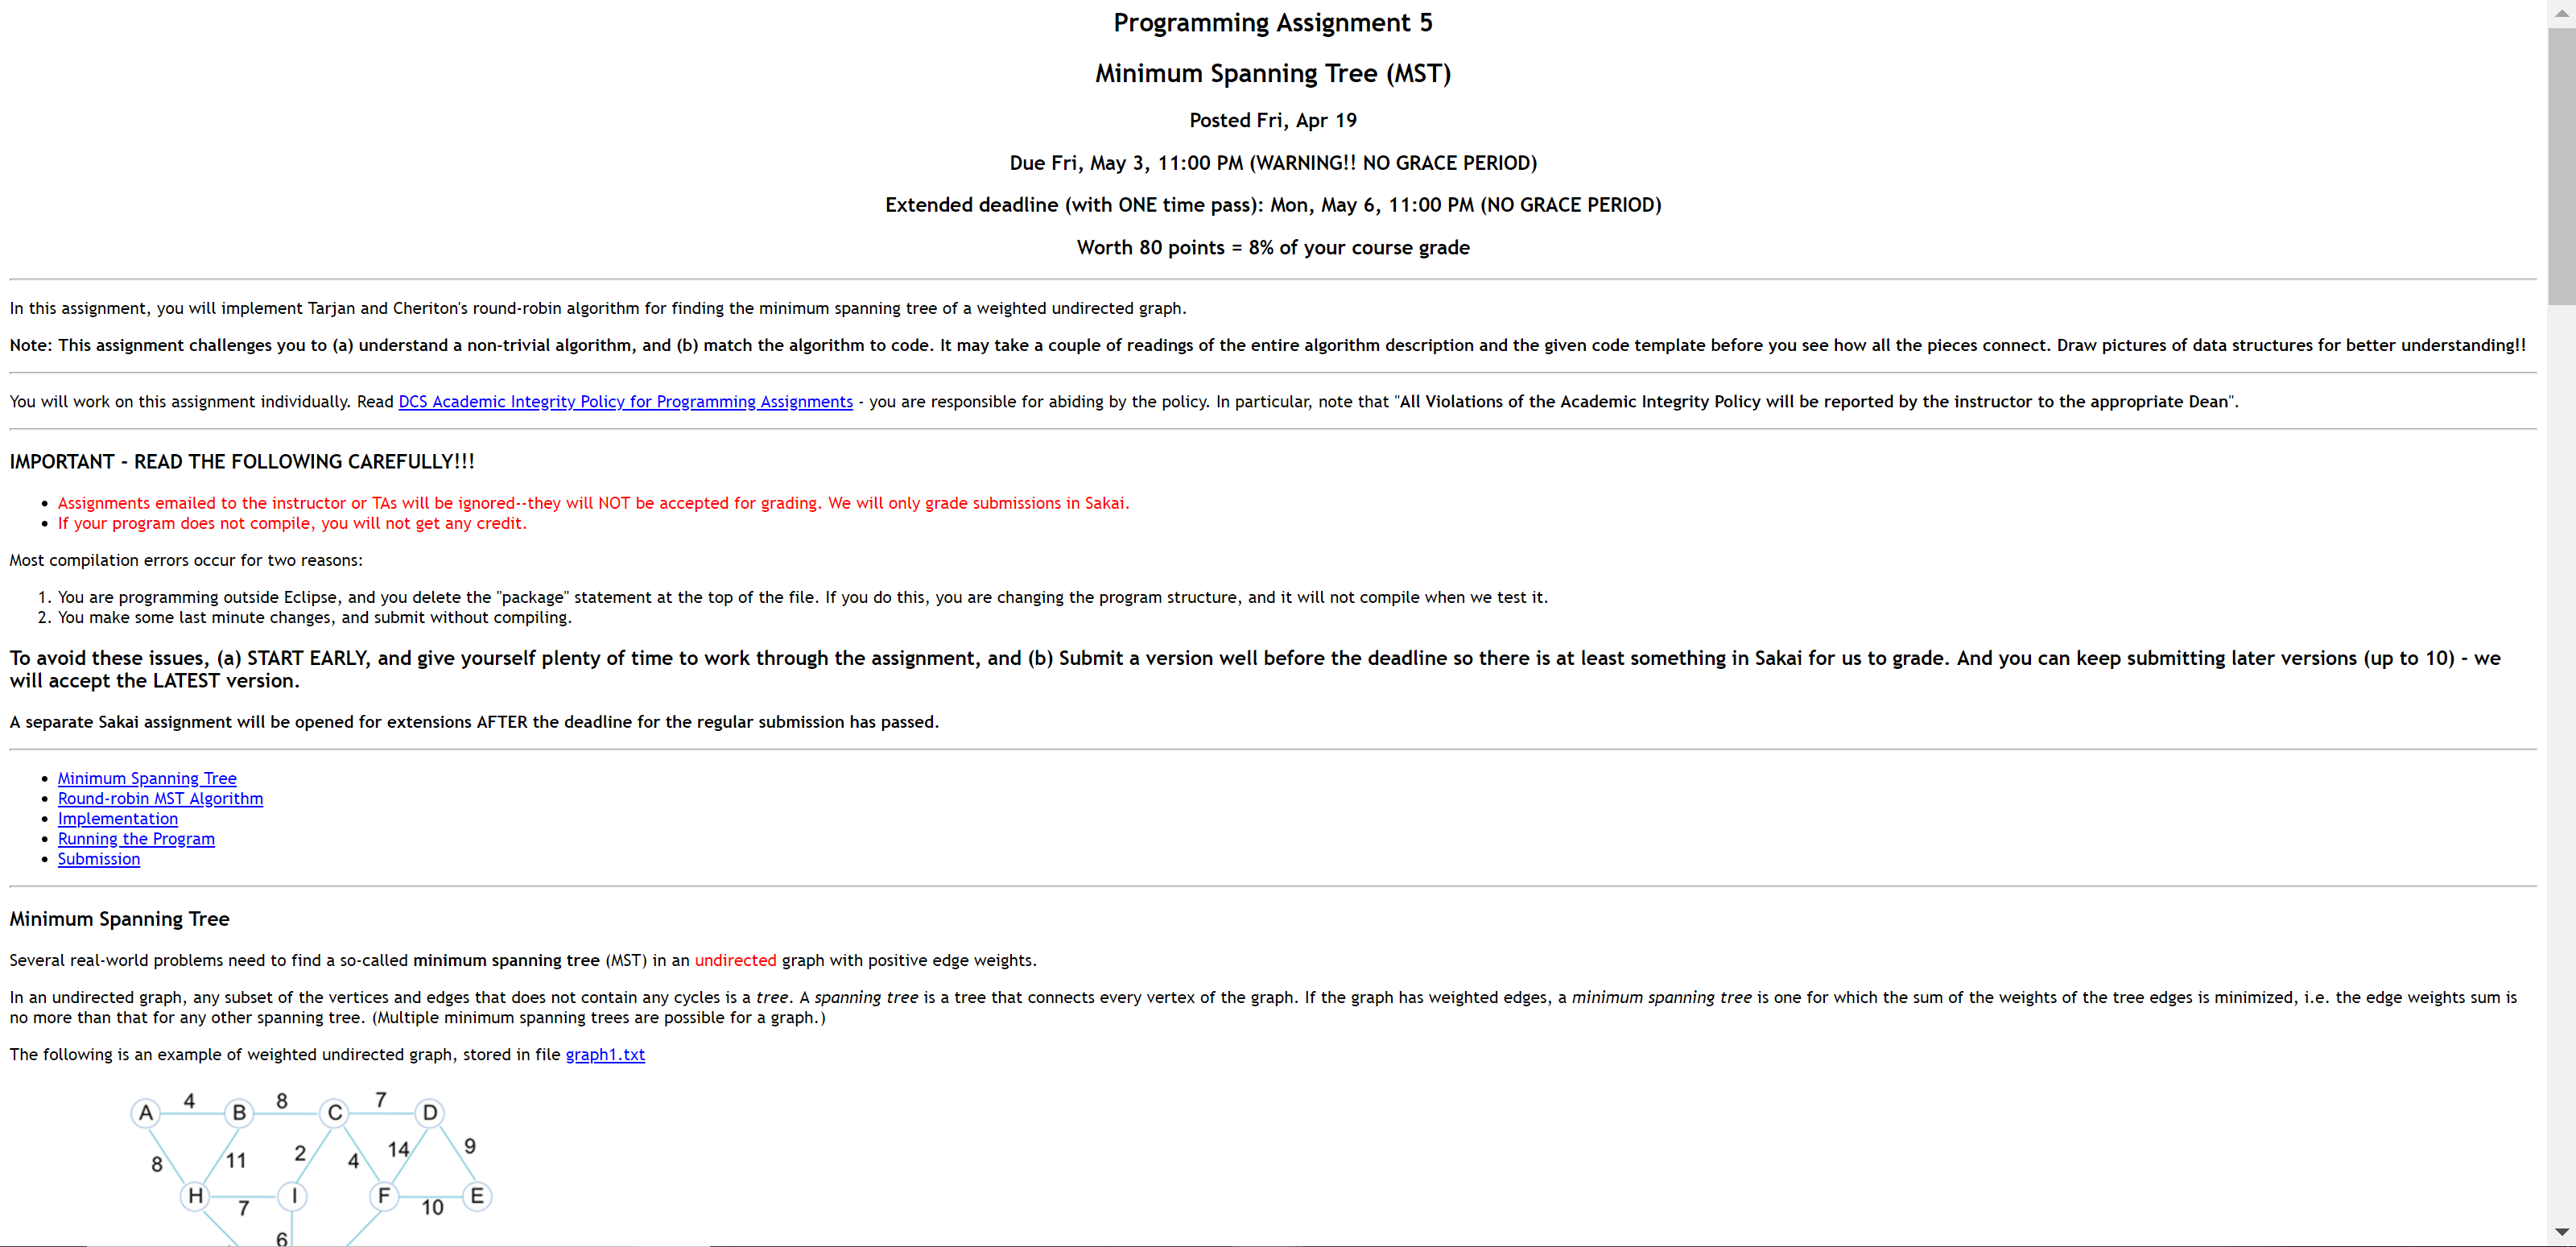 Programming Assignment 5
Minimum Spanning Tree (MST)
Posted Fri, Apr 19
Due Fri, May 3, 11:00 PM (WARNING!! NO GRACE PERIOD)
Extended deadline (with ONE time pass): Mon, May 6, 11:00 PM (NO GRACE PERIOD)
Worth 80 points = 8% of your course grade
In this assignment, you will implement Tarjan and Cheriton's round-robin algorithm for finding the minimum spanning tree of a weighted undirected graph.
Note: This assignment challenges you to (a) understand a non-trivial algorithm, and (b) match the algorithm to code. It may take a couple of readings of the entire algorithm description and the given code template before you see how all the pieces connect. Draw pictures of data structures for better understanding!!
You will work on this assignment individually. Read DCS Academic Integrity Policy for Programming Assignments - you are responsible for abiding by the policy. In particular, note that "All Violations of the Academic Integrity Policy will be reported by the instructor to the appropriate Dean".
IMPORTANT - READ THE FOLLOWING CAREFULLY!!!
• Assignments emailed to the instructor or TAs will be ignored--they will NOT be accepted for grading. We will only grade submissions in Sakai.
• If your program does not compile, you will not get any credit.
Most compilation errors occur for two reasons:
1. You are programming outside Eclipse, and you delete the "package" statement at the top of the file. If you do this, you are changing the program structure, and it will not compile when we test it.
2. You make some last minute changes, and submit without compiling.
To avoid these issues, (a) START EARLY, and give yourself plenty of time to work through the assignment, and (b) Submit a version well before the deadline so there is at least something in Sakai for us to grade. And you can keep submitting later versions (up to 10) - we
will accept the LATEST version.
A separate Sakai assignment will be opened for extensions AFTER the deadline for the regular submission has passed.
• Minimum Spanning Tree
• Round-robin MST Algorithm
• Implementation
• Running the Program
• Submission
Minimum Spanning Tree
Several real-world problems need to find a so-called minimum spanning tree (MST) in an undirected graph with positive edge weights.
In an undirected graph, any subset of the vertices and edges that does not contain any cycles is a tree. A spanning tree is a tree that connects every vertex of the graph. If the graph has weighted edges, a minimum spanning tree is one for which the sum of the weights of the tree edges is minimized, i.e. the edge weights sum is
no more than that for any other spanning tree. (Multiple minimum spanning trees are possible for a graph.)
The following is an example of weighted undirected graph, stored in file graph1.txt
A 4 B 8 C 7 D
8 11 2 4 14 9
H 7 I F 10 E
6